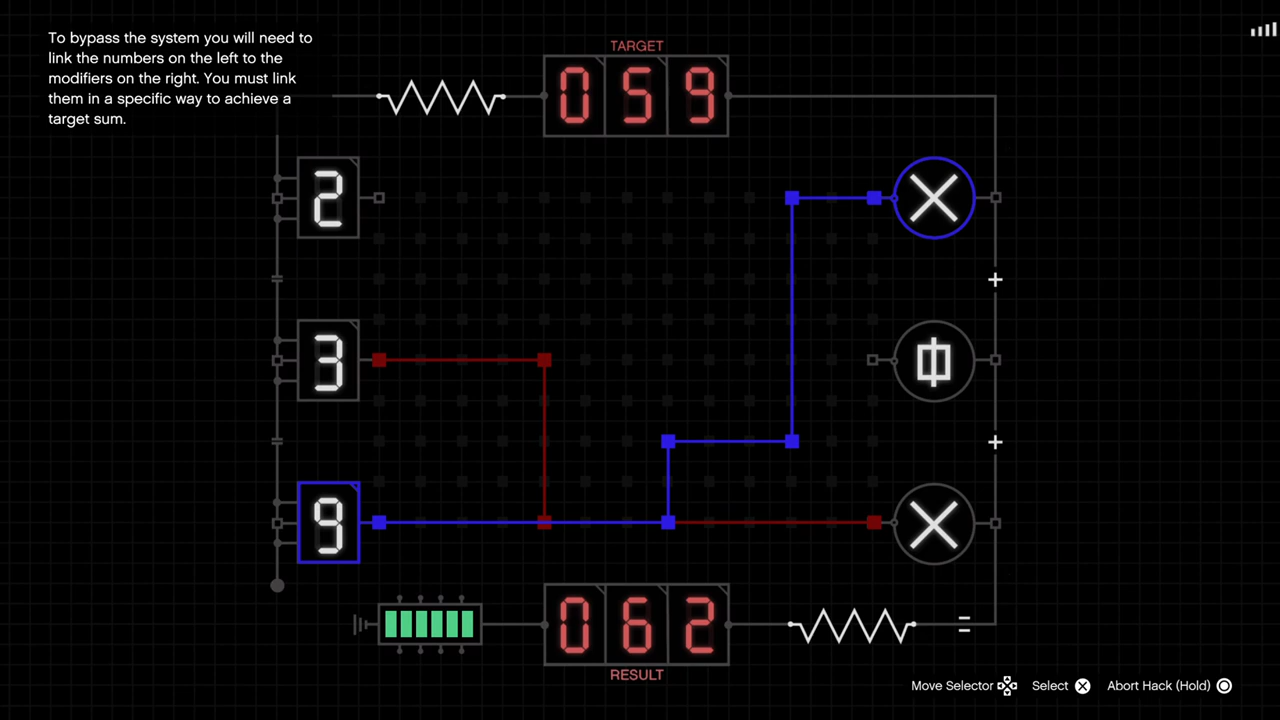 To bypass the system you will need to
link the numbers on the left to the
modifiers on the right. You must link
them in a specific way to achieve a
target sum.
TARGET
059
2
3
9
+
+
062
=
RESULT
Move Selector Select Abort Hack (Hold)